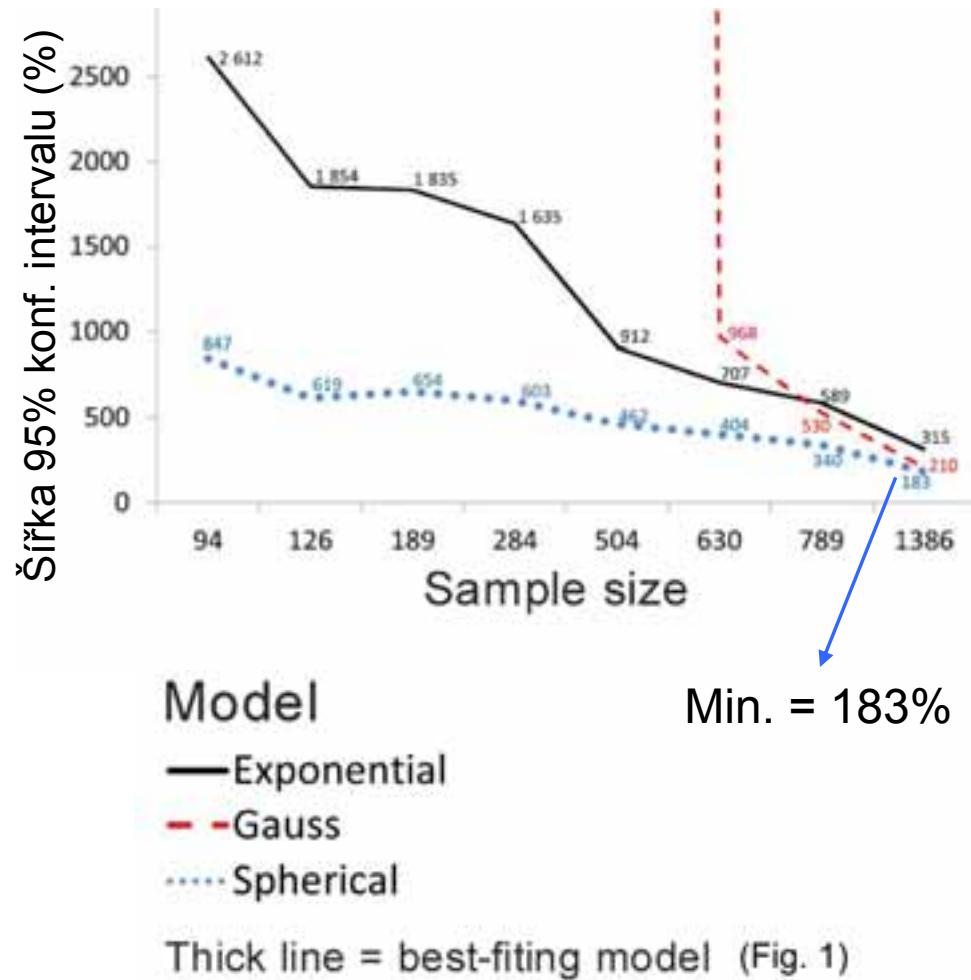 Šířka 95% konf. intervalu (%)
2500
2000
1500
1000
500
0
2 612
1 854
1 835
1 635
912
707
589
315
968
530
210
847
619
654
603
462
404
340
183
94 126 189 284 504 630 789 1386
Sample size
Min. = 183%
Model
Exponential
Gauss
Spherical
Thick line = best-fiting model (Fig. 1)